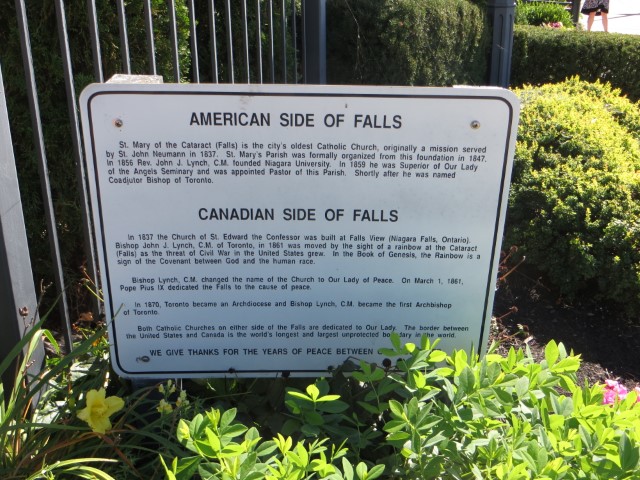 AMERICAN SIDE OF FALLS
St. Mary of the Cataract (Falls) is the city's oldest Catholic Church, originally a mission served
by St. John Neumann in 1837. St. Mary's Parish was formally organized from this foundation in 1847.
In 1856 Rev. John J. Lynch, C.M. founded Niagara University. In 1859 he was Superior of Our Lady
of the Angels Seminary and was appointed Pastor of this Parish. Shortly after he was named
Coadjutor Bishop of Toronto.
CANADIAN SIDE OF FALLS
In 1837 the Church of St. Edward the Confessor was built at Falls View (Niagara Falls, Ontario).
Bishop John J. Lynch, C.M. of Toronto, in 1861 was moved by the sight of a rainbow at the Cataract
(Falls) as the threat of Civil War in the United States grew. In the Book of Genesis, the Rainbow is a
sign of the Covenant between God and the human race.
Bishop Lynch, C.M. changed the name of the Church to Our Lady of Peace. On March 1, 1861,
Pope Pius IX dedicated the Falls to the cause of peace.
In 1870, Toronto became an Archdiocese and Bishop Lynch, C.M. became the first Archbishop
of Toronto.
Both Catholic Churches on either side of the Falls are dedicated to Our Lady. The border between
the United States and Canada is the world's longest and largest unprotected boundary in the world.
WE GIVE THANKS FOR THE YEARS OF PEACE BETWEEN